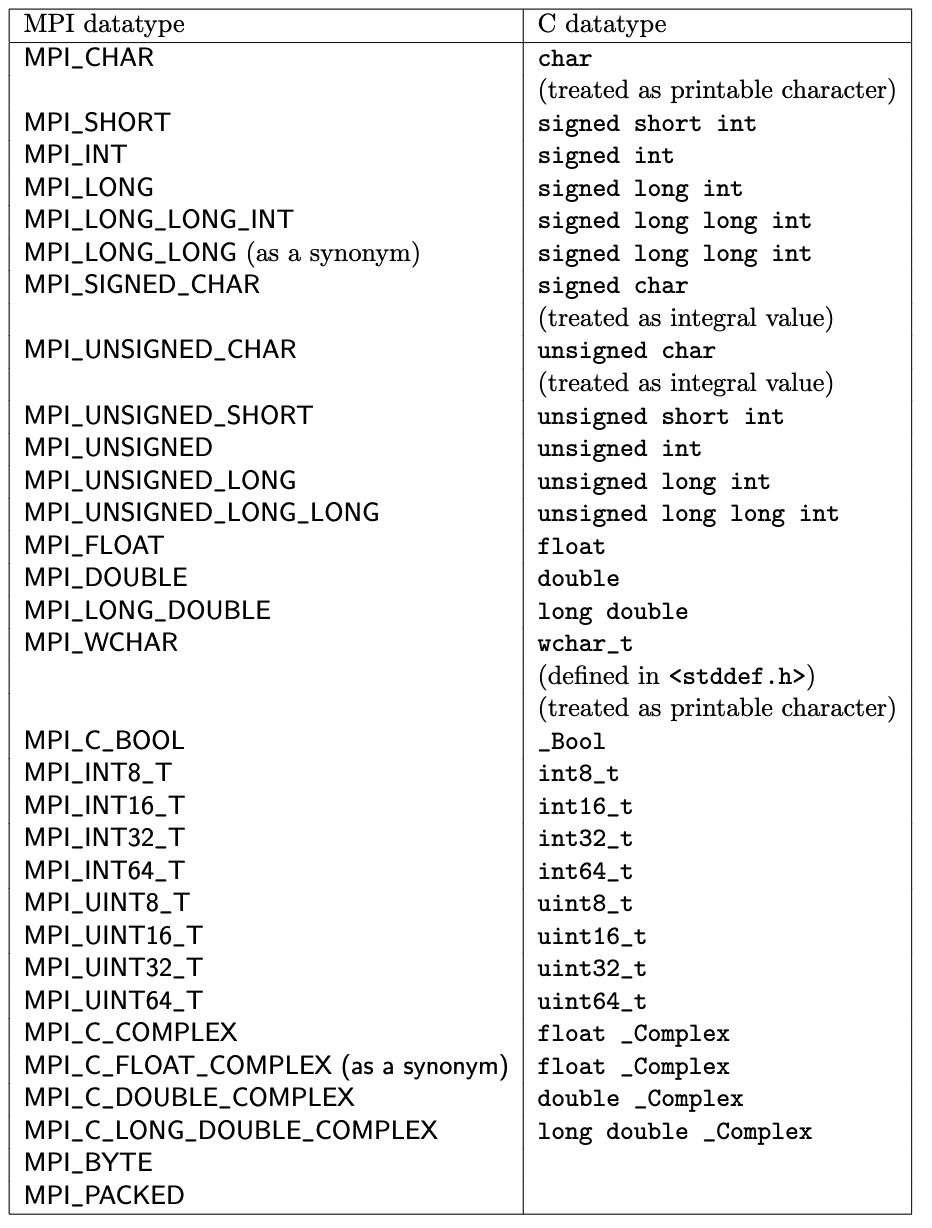 MPI datatype C datatype
MPI_CHAR char
(treated as printable character)
MPI_SHORT signed short int
MPI_INT signed int
MPI_LONG signed long int
MPI_LONG_LONG_INT signed long long int
MPI_LONG_LONG (as a synonym) signed long long int
MPI_SIGNED_CHAR signed char
(treated as integral value)
MPI_UNSIGNED_CHAR unsigned char
(treated as integral value)
MPI_UNSIGNED_SHORT unsigned short int
MPI_UNSIGNED unsigned int
MPI_UNSIGNED_LONG unsigned long int
MPI_UNSIGNED_LONG_LONG unsigned long long int
MPI_FLOAT float
MPI_DOUBLE double
MPI_LONG_DOUBLE long double
MPI_WCHAR wchar_t
(defined in <stddef.h>)
(treated as printable character)
MPI_C_BOOL _Bool
MPI_INT8_T int8_t
MPI_INT16_T int16_t
MPI_INT32_T int32_t
MPI_INT64_T int64_t
MPI_UINT8_T uint8_t
MPI_UINT16_T uint16_t
MPI_UINT32_T uint32_t
MPI_UINT64_T uint64_t
MPI_C_COMPLEX float _Complex
MPI_C_FLOAT_COMPLEX (as a synonym) float _Complex
MPI_C_DOUBLE_COMPLEX double _Complex
MPI_C_LONG_DOUBLE_COMPLEX long double _Complex
MPI_BYTE
MPI_PACKED